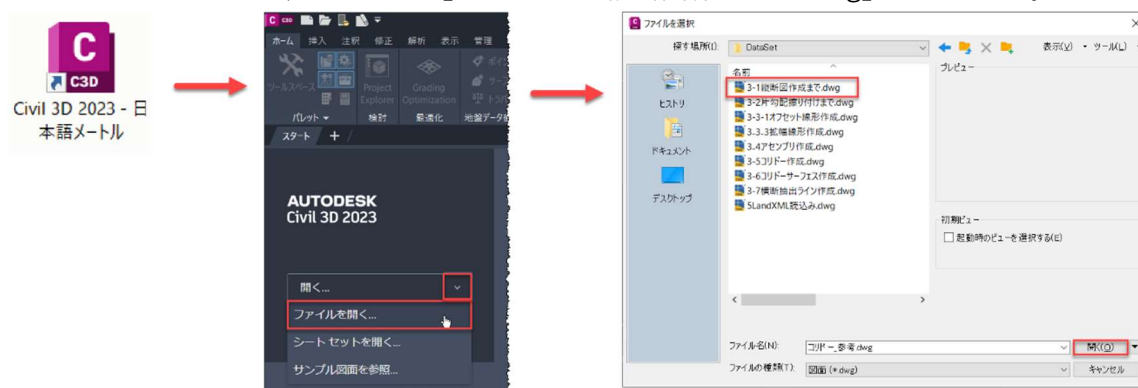 C
C3D
Civil 3D 2023 - 日
本語メートル
C C3D
ホーム 挿入 注釈 修正 解析 表示 管理
ツールスペース
Project
Explorer
Grading
Optimization
パレット 検討 最適化
スタート +
AUTODESK
Civil 3D 2023
開く...
ファイルを開く...
シートセットを開く...
サンプル図面を参照...
ファイルを選択
探す場所(I): DataSet 表示(V) ツール(L)
名前 プレビュー
3-1縦断図作成まで.dwg
3-2片勾配擦り付けまで.dwg
3-3-1オフセット線形作成.dwg
3.3.3拡幅線形作成.dwg
3.4アセンブリ作成.dwg
3-5コリドー作成.dwg
3-6コリドーサーフェス作成.dwg
3-7横断抽出ライン作成.dwg
5LandXML読込み.dwg
ヒストリ
ドキュメント
デスクトップ
初期ビュー
起動時のビューを選択する(E)
ファイル名(N): コリドー_参考.dwg 開く(O)
ファイルの種類(T): 図面 (*.dwg) キャンセル